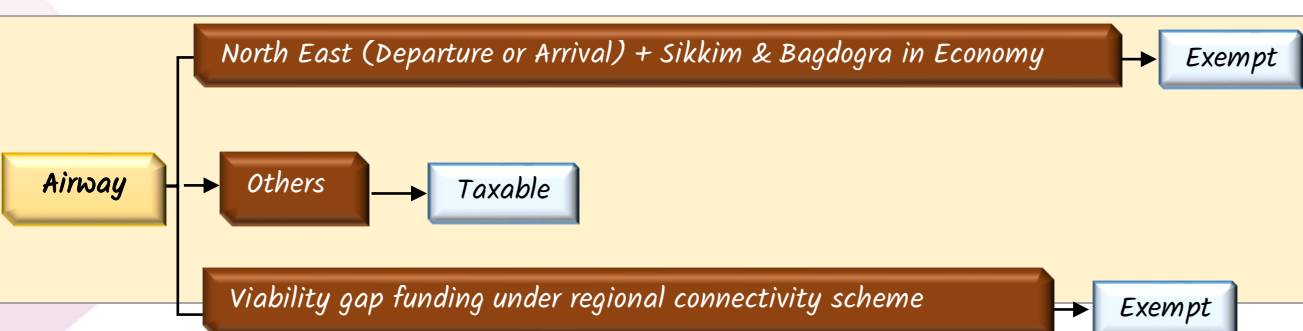 North East (Departure or Arrival) + Sikkim & Bagdogra in Economy
Exempt
Airway
Others
Taxable
Viability gap funding under regional connectivity scheme
Exempt